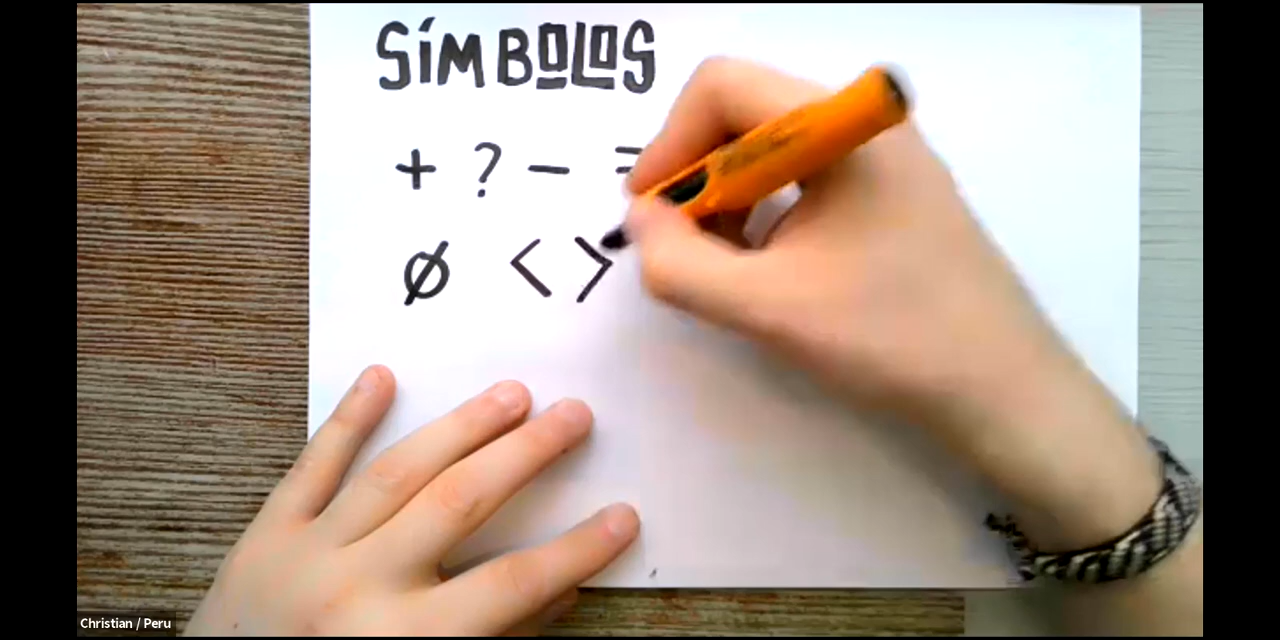 SÍMBOLOS
+ ? - =
Ø < >
Christian / Peru